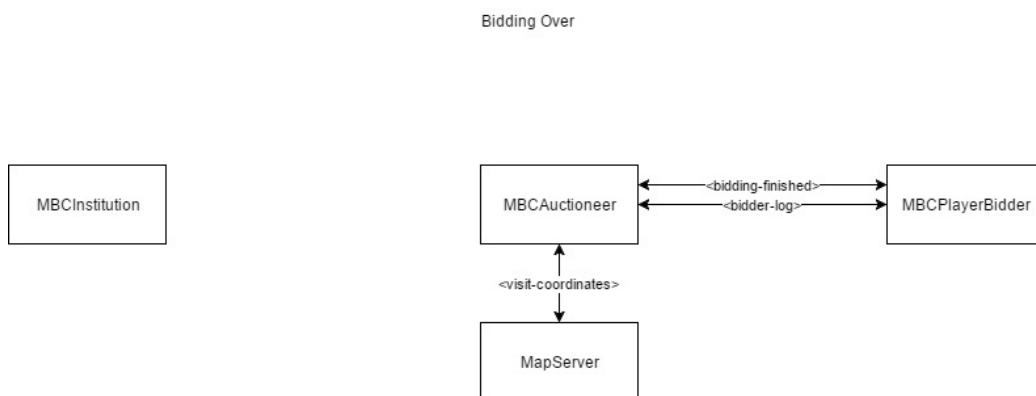 Bidding Over
MBCInstitution
MBCAuctioneer
<bidding-finished>
<bidder-log>
MBCPlayerBidder
<visit-coordinates>
MapServer